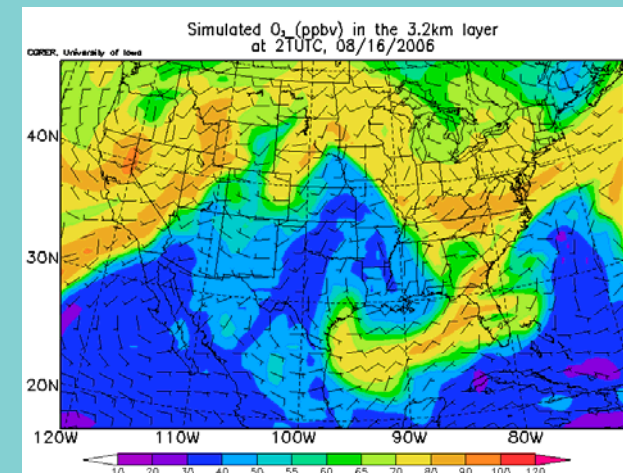 Simulated O₃ (ppbv) in the 3.2km layer
at 2TUTC, 08/16/2006
CGRER, University of Iowa
40N
30N
20N
120W 110W 100W 90W 80W
10 20 30 40 50 55 60 65 70 80 90 100 120